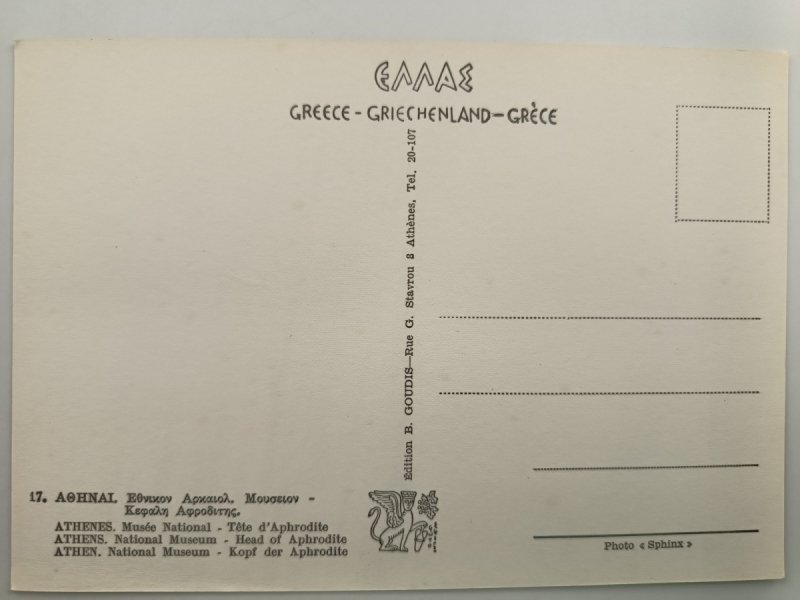 ΕΛΛΑΣ
GREECE - GRIECHENLAND - GRÈCE
Édition B. GOUDIS—Rue G. Stavrou 8 Athènes, Tel. 20-107
17. ΑΘΗΝΑΙ. Εθνικον Αρχαιολ. Μουσειον -
Κεφαλη Αφροδιτης.
ATHENES. Musée National - Tête d'Aphrodite
ATHENS. National Museum - Head of Aphrodite
ATHEN. National Museum - Kopf der Aphrodite
Photo « Sphinx »